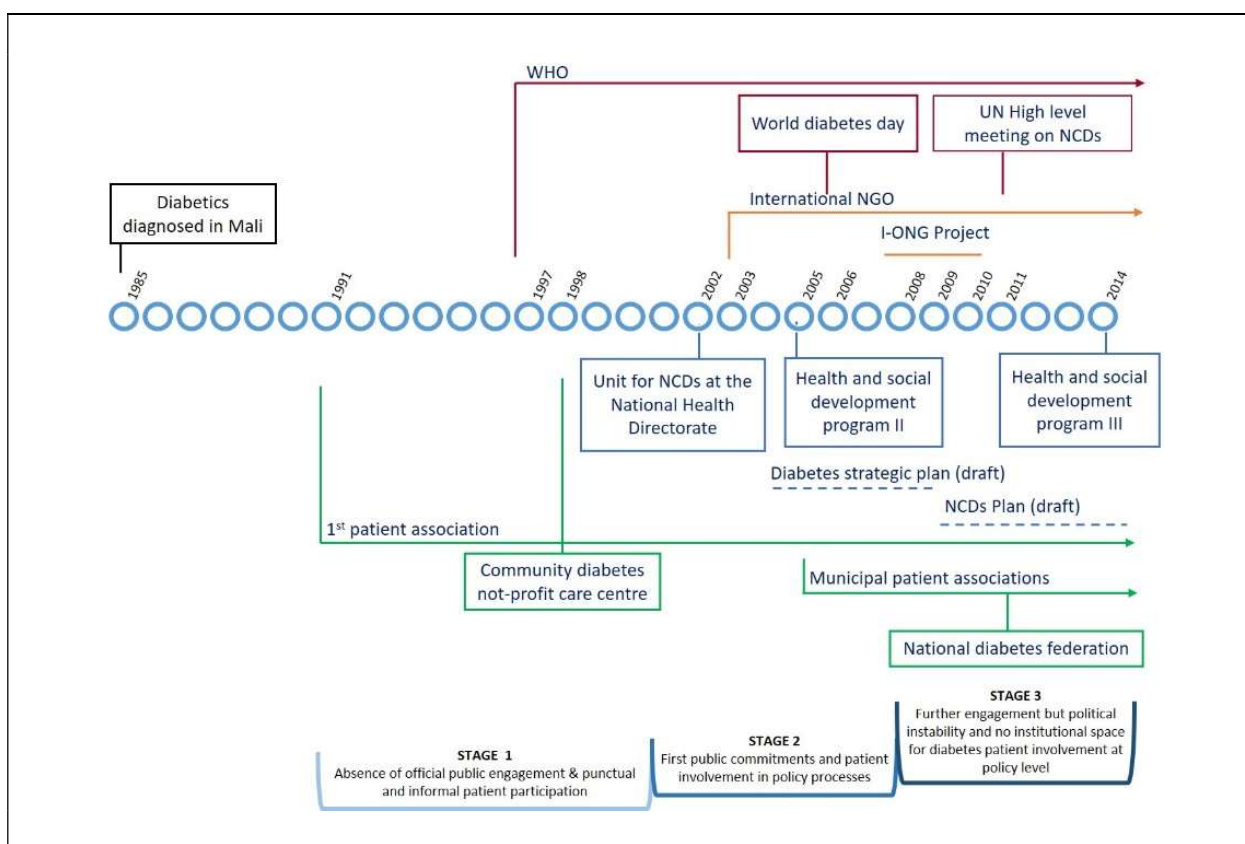 WHO
World diabetes day
UN High level
meeting on NCDs
Diabetics
diagnosed in Mali
International NGO
I-ONG Project
1985
1991
1997
1998
2002
2003
2005
2006
2008
2009
2010
2011
2014
Unit for NCDs at the
National Health
Directorate
Health and social
development
program II
Health and social
development
program III
Diabetes strategic plan (draft)
NCDs Plan (draft)
1st patient association
Community diabetes
not-profit care centre
Municipal patient associations
National diabetes federation
STAGE 1
Absence of official public engagement & punctual
and informal patient participation
STAGE 2
First public commitments and patient
involvement in policy processes
STAGE 3
Further engagement but political
instability and no institutional space
for diabetes patient involvement at
policy level